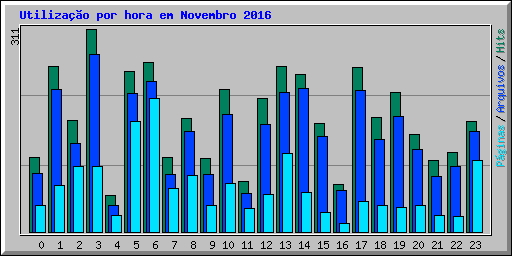 Utilização por hora em Novembro 2016
311
Páginas / Arquivos / Hits
0 1 2 3 4 5 6 7 8 9 10 11 12 13 14 15 16 17 18 19 20 21 22 23